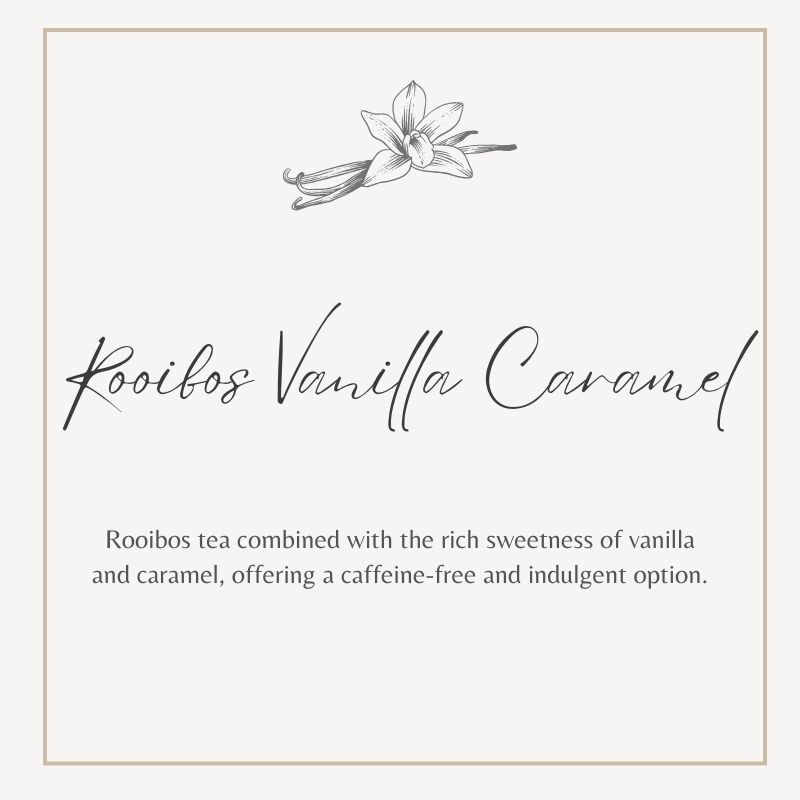 Rooibos Vanilla Caramel
Rooibos tea combined with the rich sweetness of vanilla
and caramel, offering a caffeine-free and indulgent option.